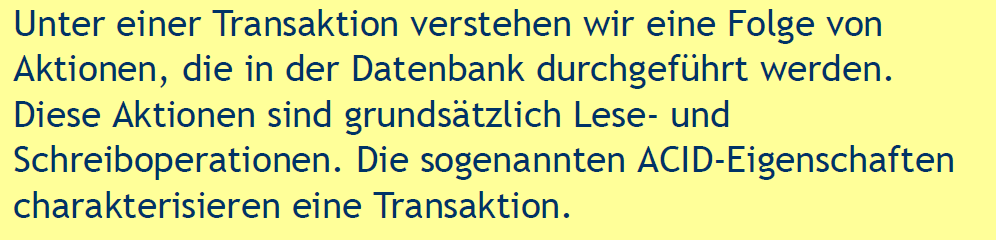 Unter einer Transaktion verstehen wir eine Folge von
Aktionen, die in der Datenbank durchgeführt werden.
Diese Aktionen sind grundsätzlich Lese- und
Schreiboperationen. Die sogenannten ACID-Eigenschaften
charakterisieren eine Transaktion.